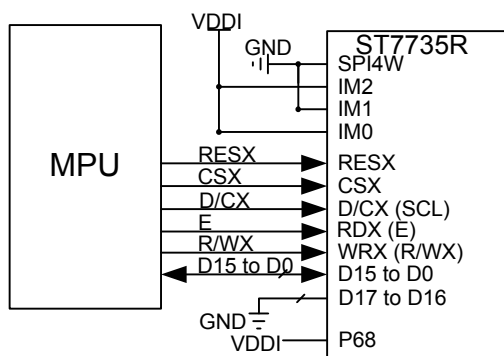 VDDI
GND
ST7735R
SPI4W
IM2
IM1
IM0
MPU
RESX
RESX
CSX
CSX
D/CX
D/CX (SCL)
E
RDX (E)
R/WX
WRX (R/WX)
D15 to D0
D15 to D0
D17 to D16
GND
VDDI
P68